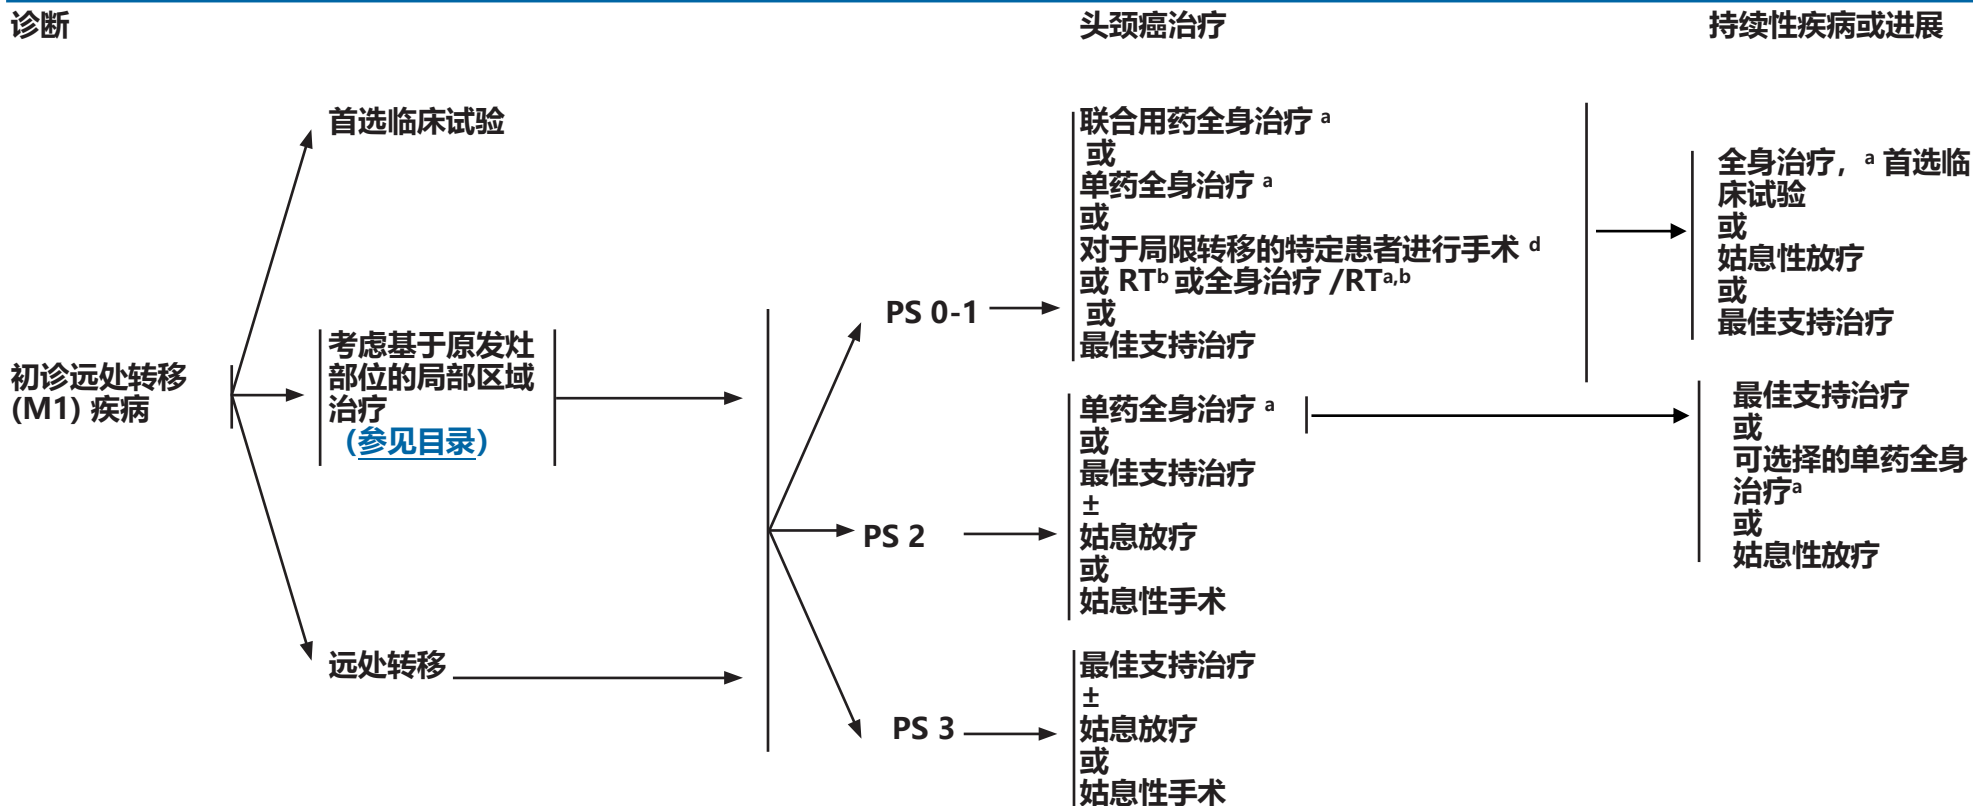 诊断
头颈癌治疗
持续性疾病或进展
初诊远处转移
(M1) 疾病
首选临床试验
考虑基于原发灶
部位的局部区域
治疗
（参见目录）
远处转移
PS 0-1
联合用药全身治疗 a
或
单药全身治疗 a
或
对于局限转移的特定患者进行手术 d
或 RTb 或全身治疗 /RTa,b
或
最佳支持治疗
全身治疗, a 首选临
床试验
或
姑息性放疗
或
最佳支持治疗
PS 2
单药全身治疗 a
或
最佳支持治疗
±
姑息放疗
或
姑息性手术
最佳支持治疗
或
可选择的单药全身
治疗a
或
姑息性放疗
PS 3
最佳支持治疗
±
姑息放疗
或
姑息性手术